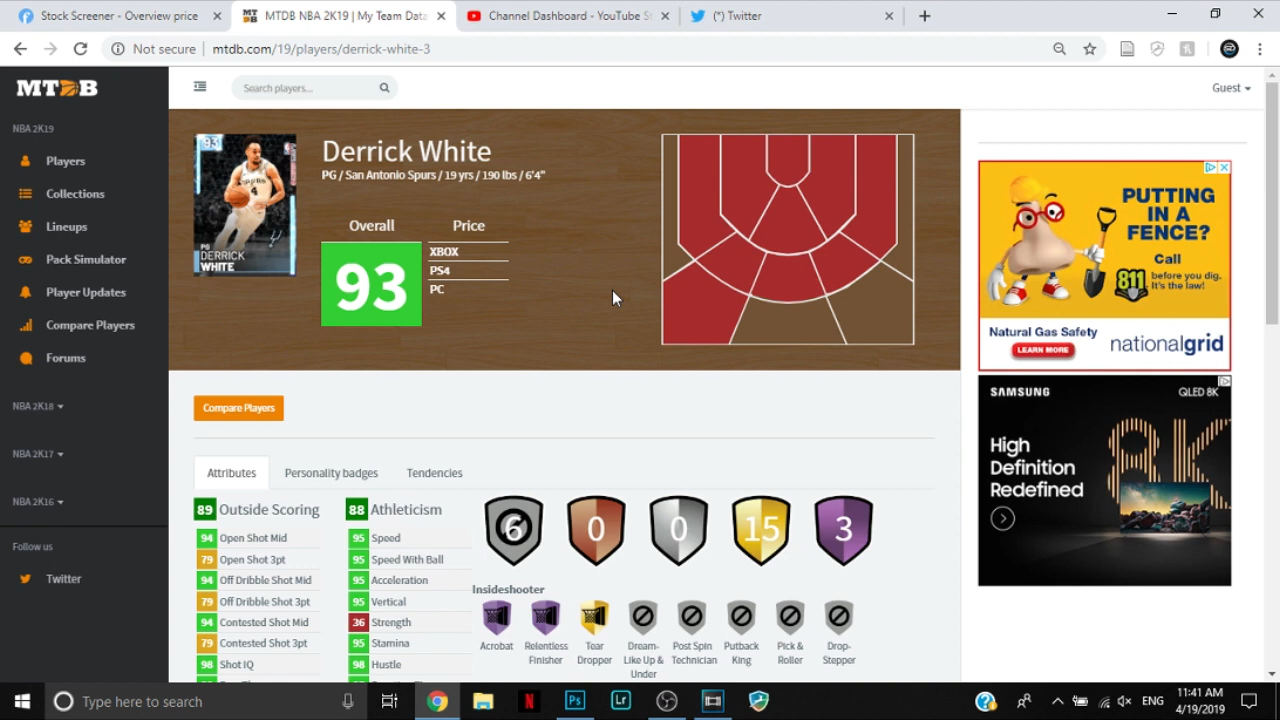 Stock Screener - Overview price
MTDB NBA 2K19 | My Team Data
Channel Dashboard - YouTube St
(*) Twitter
Not secure | mtdb.com/19/players/derrick-white-3
MTDB
Search players...
Guest
NBA 2K19
Players
Collections
Lineups
Pack Simulator
Player Updates
Compare Players
Forums
NBA 2K18
NBA 2K17
NBA 2K16
Follow us
Twitter
93
PG
DERRICK
WHITE
Derrick White
PG / San Antonio Spurs / 19 yrs / 190 lbs / 6'4"
Overall Price
93
XBOX
PS4
PC
Compare Players
Attributes Personality badges Tendencies
89 Outside Scoring
94 Open Shot Mid
79 Open Shot 3pt
94 Off Dribble Shot Mid
79 Off Dribble Shot 3pt
94 Contested Shot Mid
79 Contested Shot 3pt
98 Shot IQ
88 Athleticism
95 Speed
95 Speed With Ball
95 Acceleration
95 Vertical
36 Strength
95 Stamina
98 Hustle
6 0 0 15 3
Insideshooter
Acrobat
Relentless
Finisher
Tear
Dropper
Dream-
Like Up &
Under
Post Spin
Technician
Putback
King
Pick &
Roller
Drop-
Stepper
PUTTING
IN A
FENCE?
Call
811 before you dig.
It's the law!
Natural Gas Safety
LEARN MORE
nationalgrid
SAMSUNG QLED 8K
8K
High
Definition
Redefined
Type here to search
Ps
Lr
ENG
11:41 AM
4/19/2019